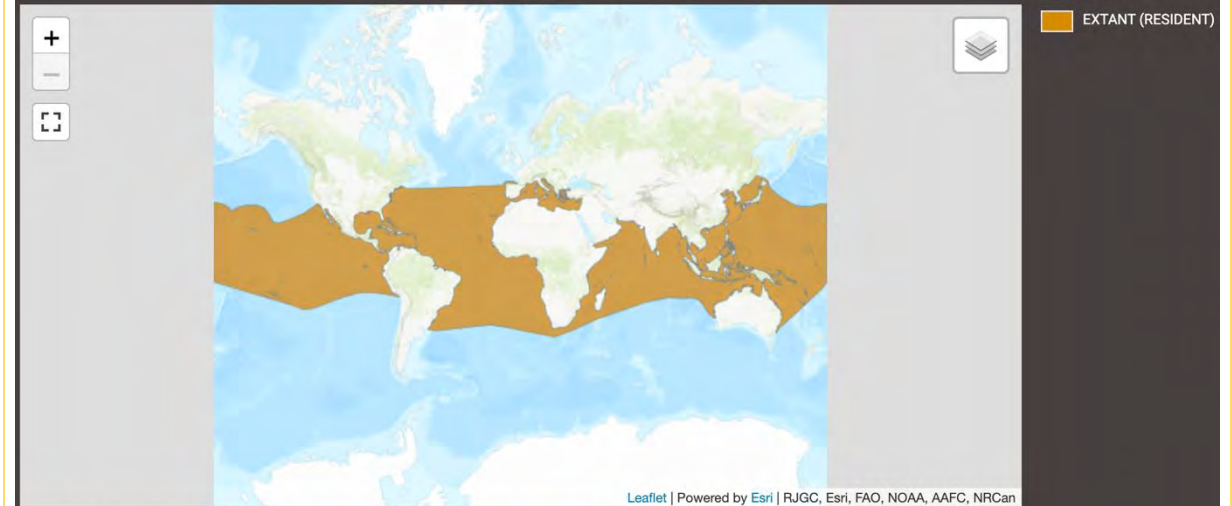 EXTANT (RESIDENT)
+
−
Leaflet | Powered by Esri | RJGC, Esri, FAO, NOAA, AAFC, NRCan